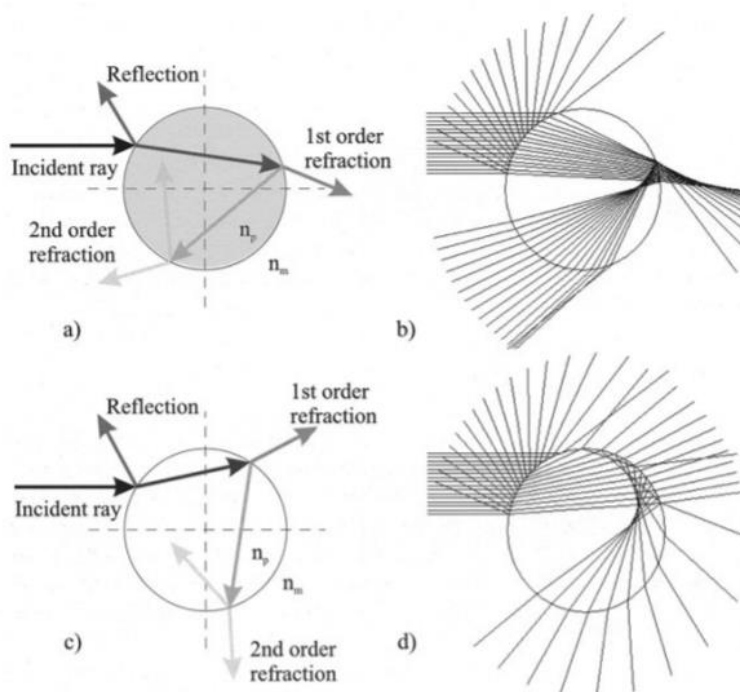 Reflection
Incident ray
1st order
refraction
2nd order
refraction
n_p
n_m
a)
b)
Reflection
1st order
refraction
Incident ray
n_p
n_m
2nd order
refraction
c)
d)